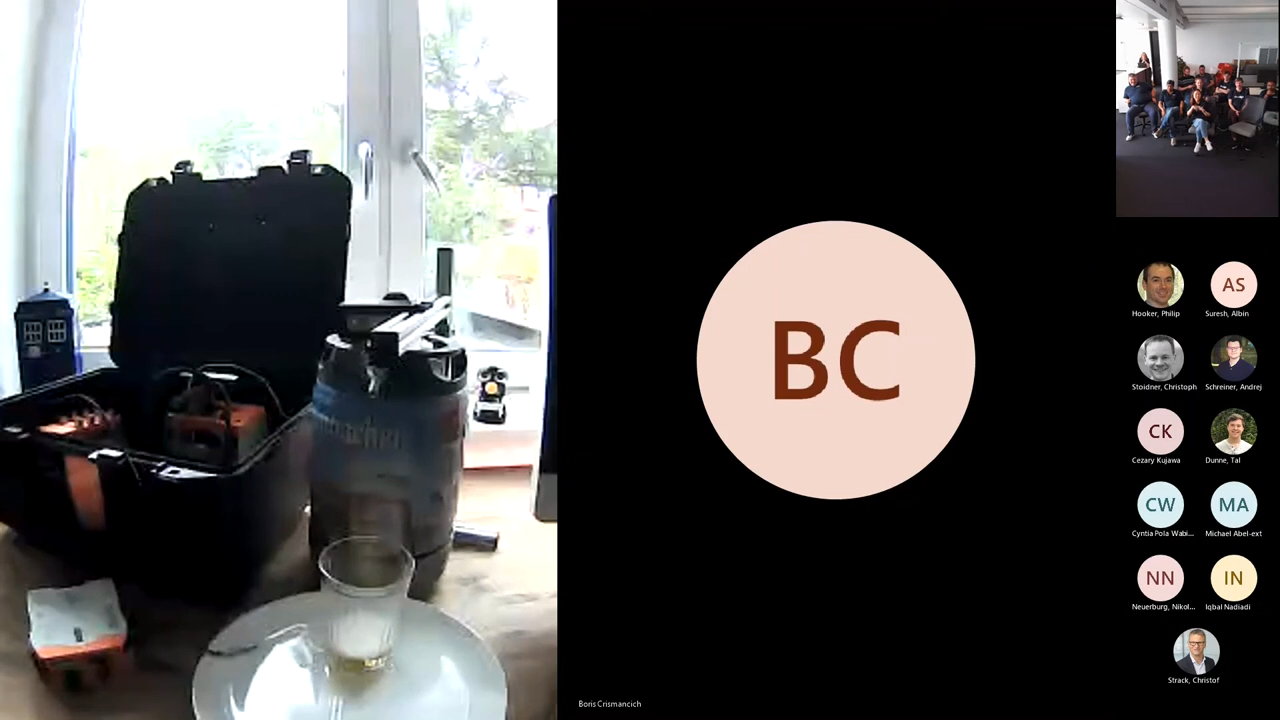 BC
Boris Crismancich
Hooker, Philip
AS
Suresh, Albin
Stoidner, Christoph
Schreiner, Andrej
CK
Cezary Kujawa
Dunne, Tal
CW
Cyntia Pola Wabi...
MA
Michael Abel-ext
NN
Neuerburg, Nikol...
IN
Iqbal Nadiadi
Strack, Christof